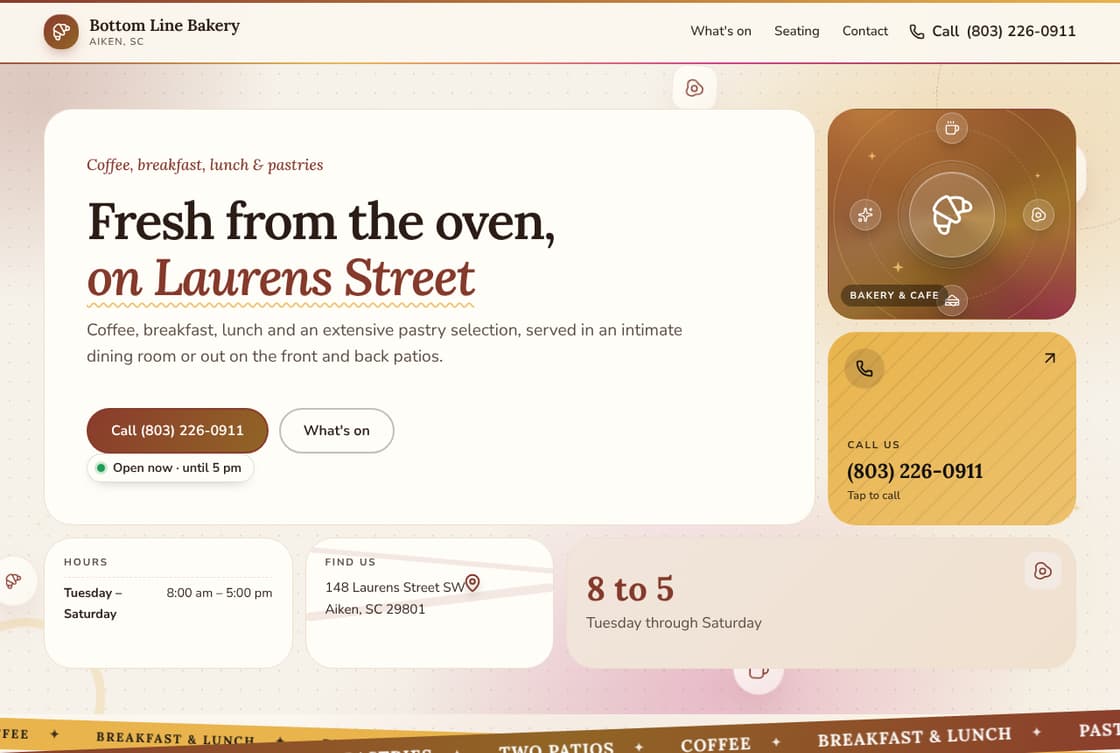 Bottom Line Bakery
AIKEN, SC
What's on
Seating
Contact
Call (803) 226-0911
Coffee, breakfast, lunch & pastries
Fresh from the oven,
on Laurens Street
Coffee, breakfast, lunch and an extensive pastry selection, served in an intimate
dining room or out on the front and back patios.
Call (803) 226-0911
What's on
Open now · until 5 pm
BAKERY & CAFE
CALL US
(803) 226-0911
Tap to call
HOURS
Tuesday –
Saturday
8:00 am – 5:00 pm
FIND US
148 Laurens Street SW
Aiken, SC 29801
8 to 5
Tuesday through Saturday
BREAKFAST & LUNCH
TWO PATIOS ✦ COFFEE ✦ BREAKFAST & LUNCH ✦